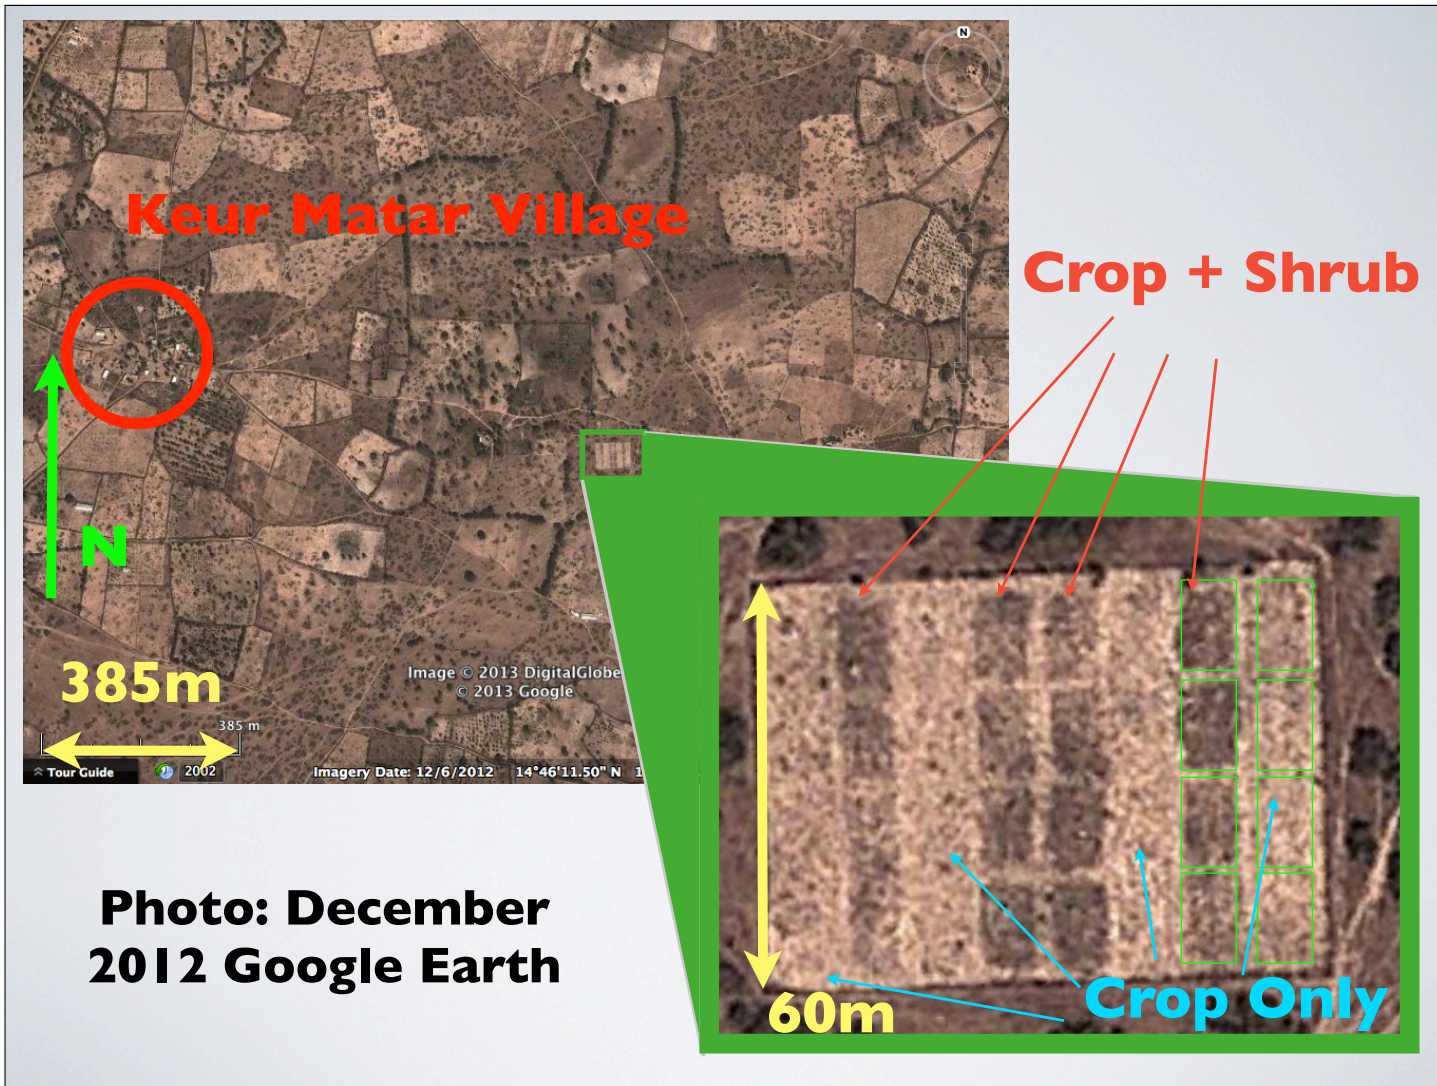 N
Keur Matar Village
Crop + Shrub
N
385m
Image © 2013 DigitalGlobe
© 2013 Google
385 m
Tour Guide
2002
Imagery Date: 12/6/2012 14°46'11.50" N 1
Photo: December
2012 Google Earth
60m
Crop Only